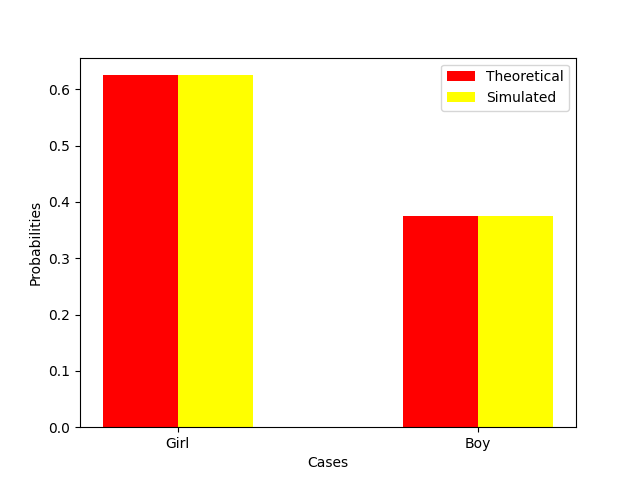 Theoretical
Simulated
0.6
0.5
0.4
0.3
0.2
0.1
0.0
Probabilities
Girl
Boy
Cases